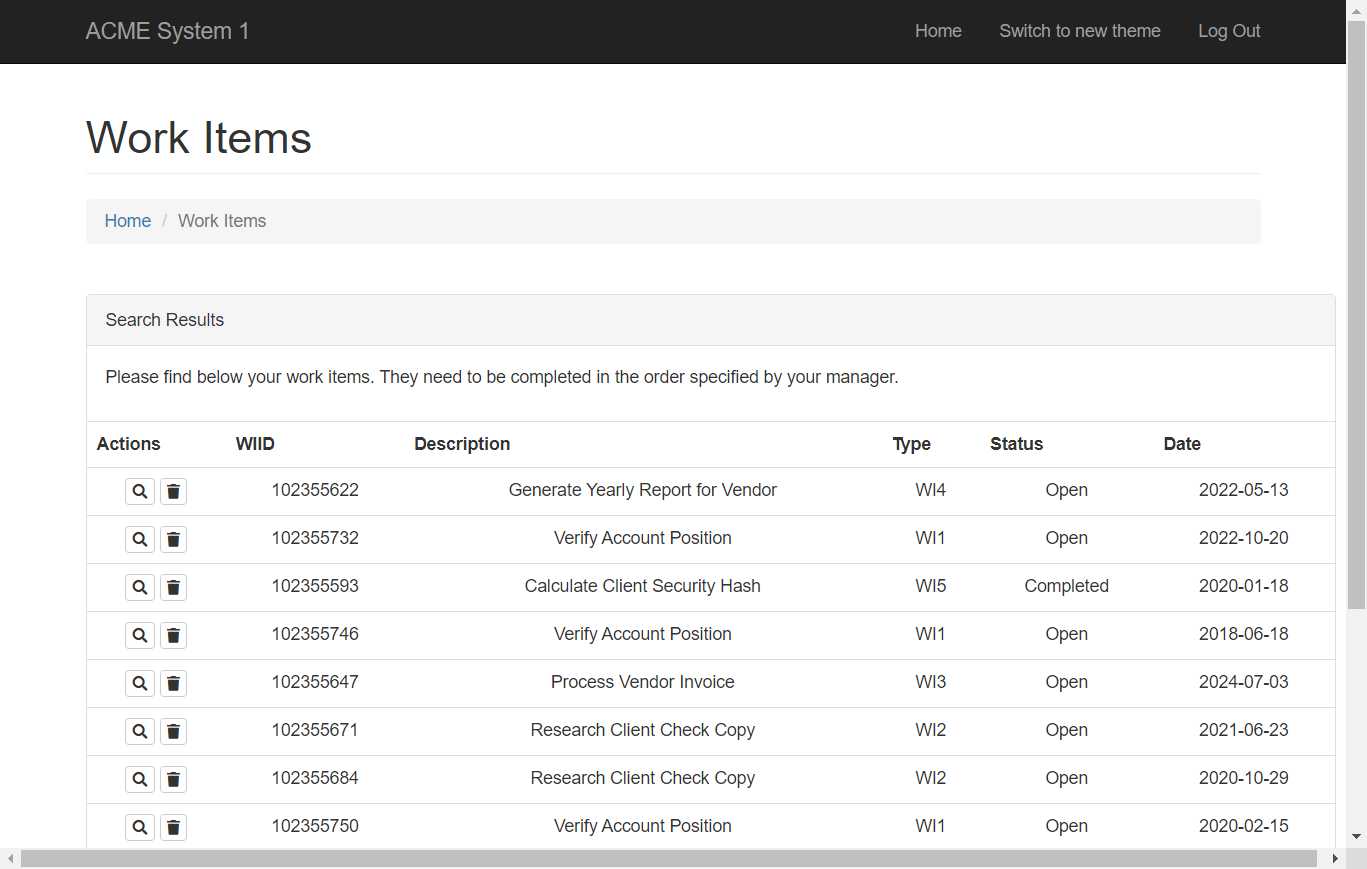 ACME System 1 Home Switch to new theme Log Out
Work Items
Home / Work Items
Search Results
Please find below your work items. They need to be completed in the order specified by your manager.
Actions WIID Description Type Status Date
102355622 Generate Yearly Report for Vendor WI4 Open 2022-05-13
102355732 Verify Account Position WI1 Open 2022-10-20
102355593 Calculate Client Security Hash WI5 Completed 2020-01-18
102355746 Verify Account Position WI1 Open 2018-06-18
102355647 Process Vendor Invoice WI3 Open 2024-07-03
102355671 Research Client Check Copy WI2 Open 2021-06-23
102355684 Research Client Check Copy WI2 Open 2020-10-29
102355750 Verify Account Position WI1 Open 2020-02-15